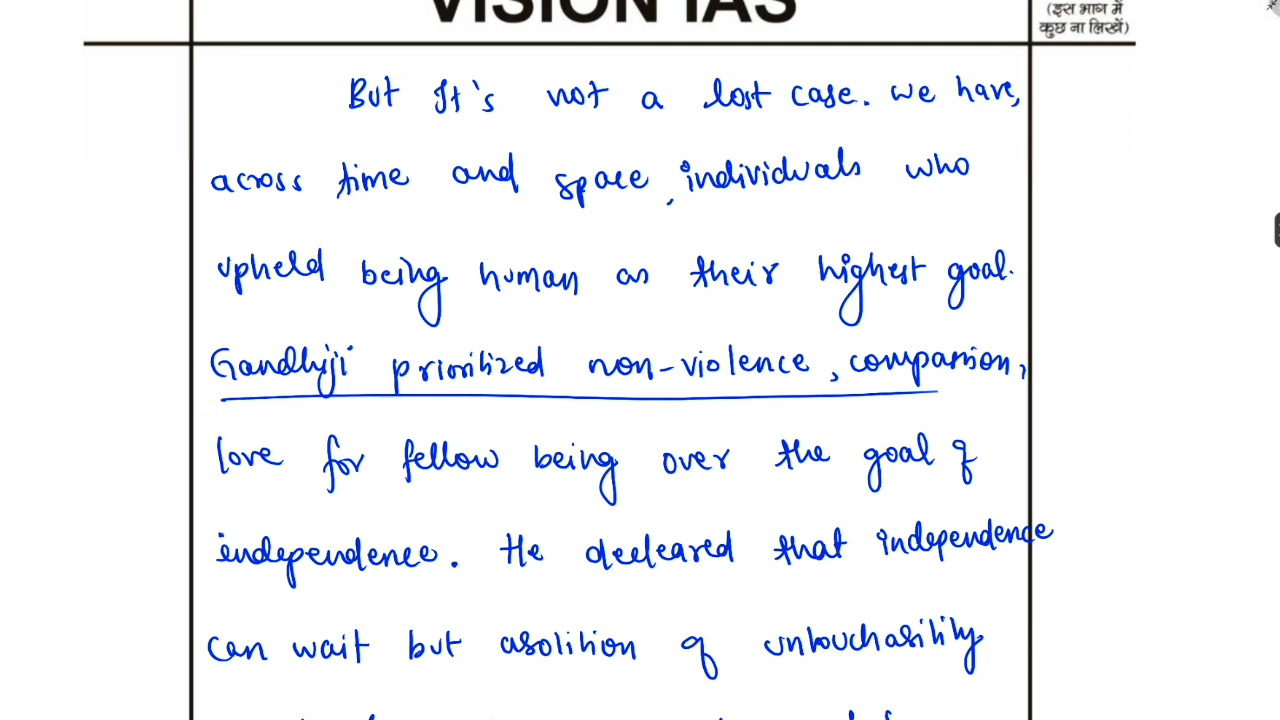 VISION IAS
(इस भाग में
कुछ ना लिखें)
But It's not a lost case. we have,
across time and space, individuals who
upheld being human as their highest goal.
Gandhiji prioritized non-violence, compassion,
love for fellow being over the goal of
independence. He decleared that independence
can wait but abolition of untouchability